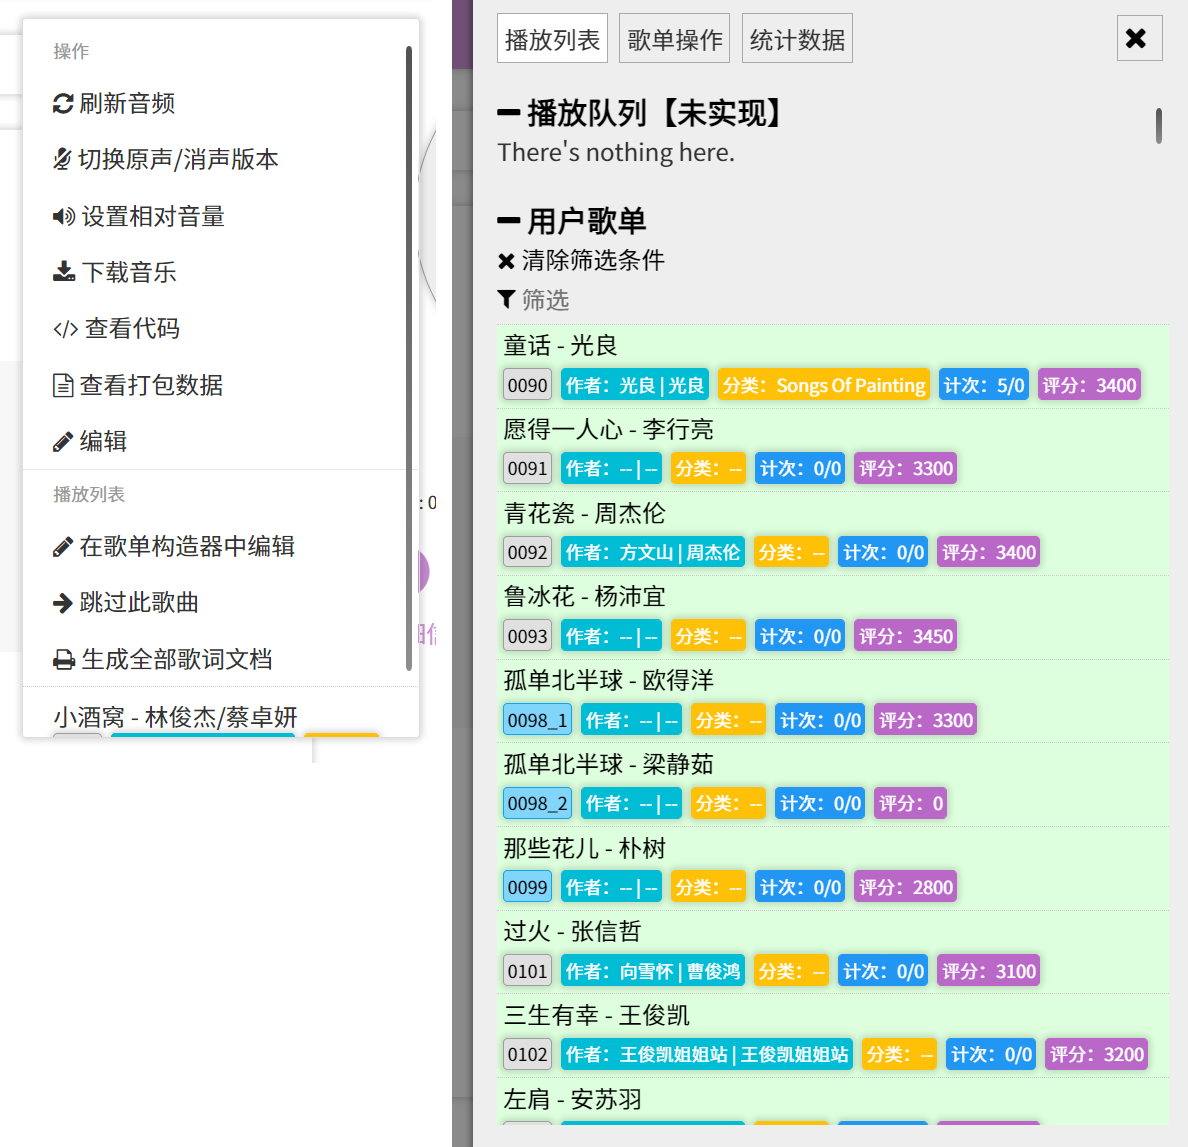 操作
刷新音频
切换原声/消声版本
设置相对音量
下载音乐
</> 查看代码
查看打包数据
编辑
播放列表
在歌单构造器中编辑
跳过此歌曲
生成全部歌词文档
小酒窝 - 林俊杰/蔡卓妍
: 0
播放列表
歌单操作
统计数据
播放队列【未实现】
There's nothing here.
用户歌单
清除筛选条件
筛选
童话 - 光良
0090 作者：光良 | 光良 分类：Songs Of Painting 计次：5/0 评分：3400
愿得一人心 - 李行亮
0091 作者：-- | -- 分类：-- 计次：0/0 评分：3300
青花瓷 - 周杰伦
0092 作者：方文山 | 周杰伦 分类：-- 计次：0/0 评分：3400
鲁冰花 - 杨沛宜
0093 作者：-- | -- 分类：-- 计次：0/0 评分：3450
孤单北半球 - 欧得洋
0098_1 作者：-- | -- 分类：-- 计次：0/0 评分：3300
孤单北半球 - 梁静茹
0098_2 作者：-- | -- 分类：-- 计次：0/0 评分：0
那些花儿 - 朴树
0099 作者：-- | -- 分类：-- 计次：0/0 评分：2800
过火 - 张信哲
0101 作者：向雪怀 | 曹俊鸿 分类：-- 计次：0/0 评分：3100
三生有幸 - 王俊凯
0102 作者：王俊凯姐姐站 | 王俊凯姐姐站 分类：-- 计次：0/0 评分：3200
左肩 - 安苏羽